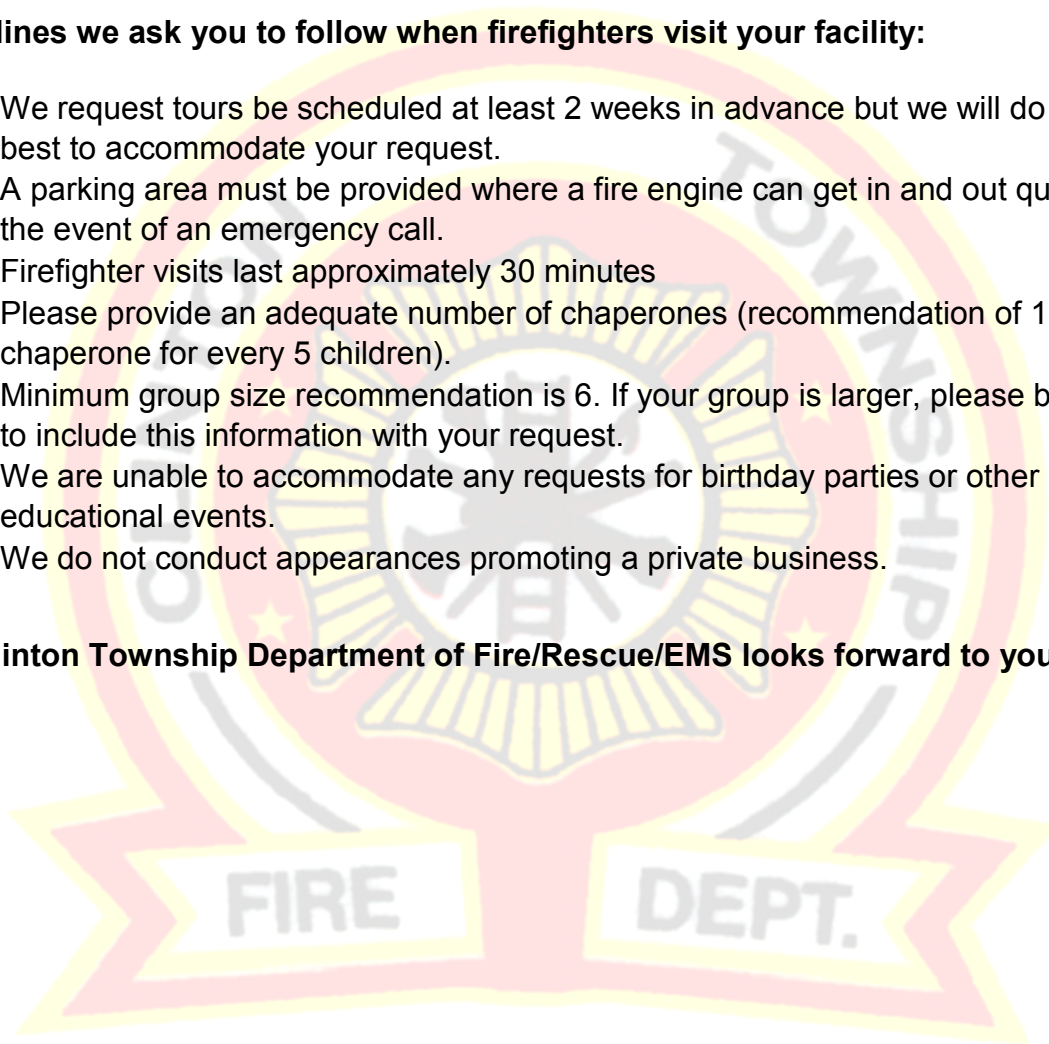 lines we ask you to follow when firefighters visit your facility:
We request tours be scheduled at least 2 weeks in advance but we will do
best to accommodate your request.
A parking area must be provided where a fire engine can get in and out qu
the event of an emergency call.
Firefighter visits last approximately 30 minutes
Please provide an adequate number of chaperones (recommendation of 1
chaperone for every 5 children).
Minimum group size recommendation is 6. If your group is larger, please b
to include this information with your request.
We are unable to accommodate any requests for birthday parties or other
educational events.
We do not conduct appearances promoting a private business.
inton Township Department of Fire/Rescue/EMS looks forward to you
CLINTON TOWNSHIP
FIRE DEPT.